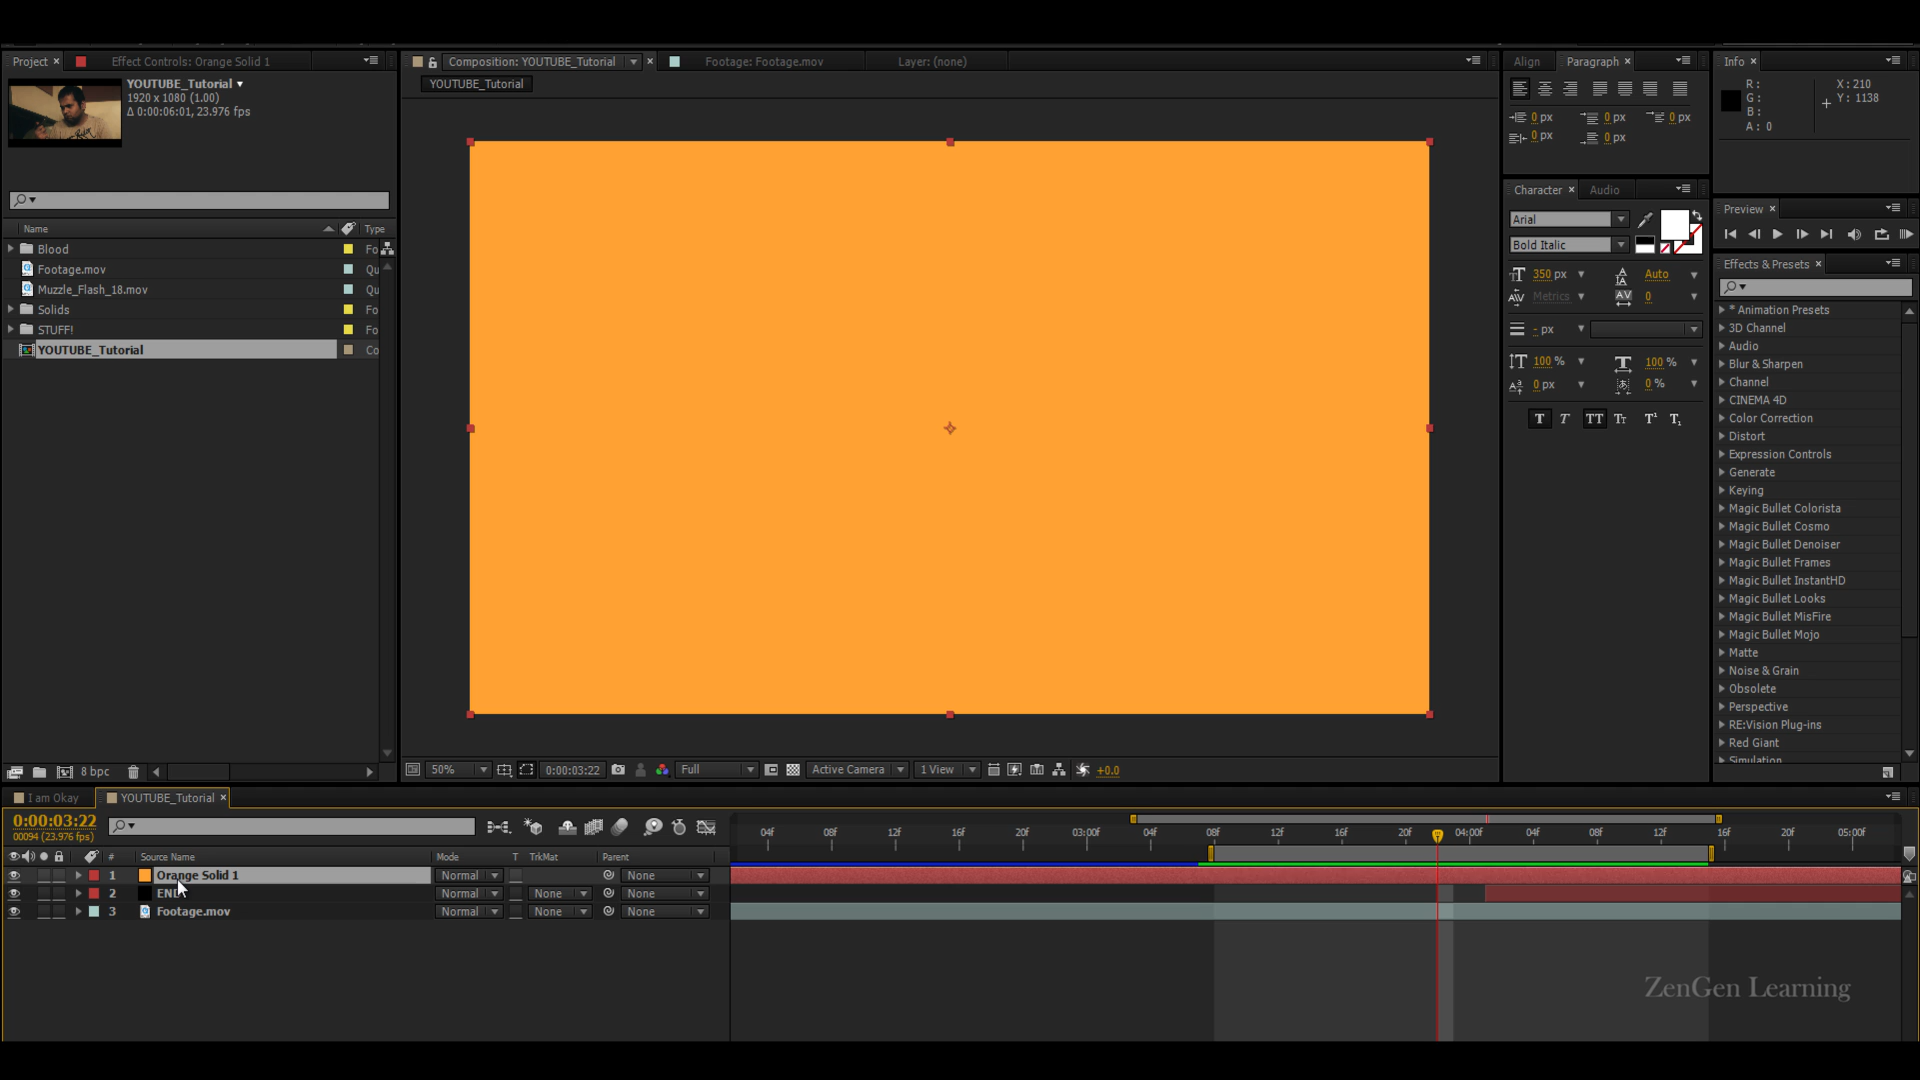 Project
Effect Controls: Orange Solid 1
Composition: YOUTUBE_Tutorial
Footage: Footage.mov
Layer: (none)
Align
Paragraph
Info
YOUTUBE_Tutorial
1920 x 1080 (1.00)
Δ 0:00:06:01, 23.976 fps)
YOUTUBE_Tutorial
0 px
0 px
0 px
0 px
0 px
R :
G :
B :
A : 0
X : 210
Y : 1138
Character
Audio
Preview
Arial
Bold Italic
350 px
Auto
Metrics
0
- px
100 %
100 %
0 px
0 %
Effects & Presets
* Animation Presets
3D Channel
Audio
Blur & Sharpen
Channel
CINEMA 4D
Color Correction
Distort
Expression Controls
Generate
Keying
Magic Bullet Colorista
Magic Bullet Cosmo
Magic Bullet Denoiser
Magic Bullet Frames
Magic Bullet InstantHD
Magic Bullet Looks
Magic Bullet MisFire
Magic Bullet Mojo
Matte
Noise & Grain
Obsolete
Perspective
RE:Vision Plug-ins
Red Giant
Simulation
Name
Type
Blood
Fo
Footage.mov
Qu
Muzzle_Flash_18.mov
Qu
Solids
Fo
STUFF!
Fo
YOUTUBE_Tutorial
Co
8 bpc
50%
0:00:03:22
Full
Active Camera
1 View
+0.0
I am Okay
YOUTUBE_Tutorial
0:00:03:22
00094 (23.976 fps)
04f
08f
12f
16f
20f
03:00f
04f
08f
12f
16f
20f
04:00f
04f
08f
12f
16f
20f
05:00f
#
Source Name
Mode
T
TrkMat
Parent
1
Orange Solid 1
Normal
None
2
Normal
None
None
3
Footage.mov
Normal
None
None
ZenGen Learning